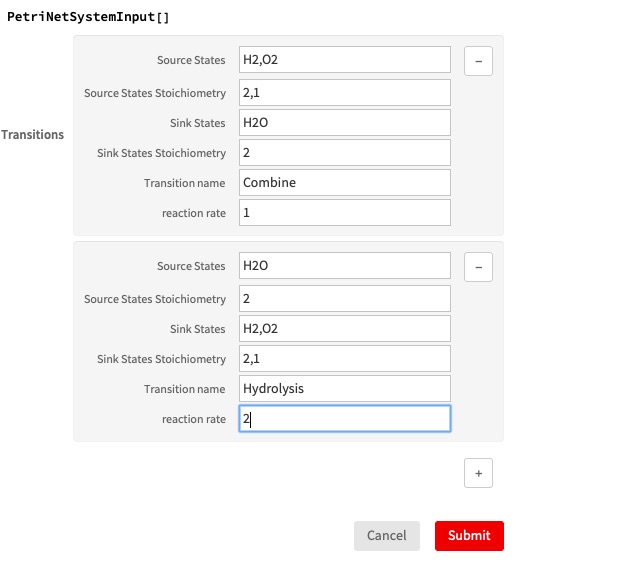 PetriNetSystemInput[]
Transitions
Source States H2,O2 −
Source States Stoichiometry 2,1
Sink States H2O
Sink States Stoichiometry 2
Transition name Combine
reaction rate 1
Source States H2O −
Source States Stoichiometry 2
Sink States H2,O2
Sink States Stoichiometry 2,1
Transition name Hydrolysis
reaction rate 2
+
Cancel Submit